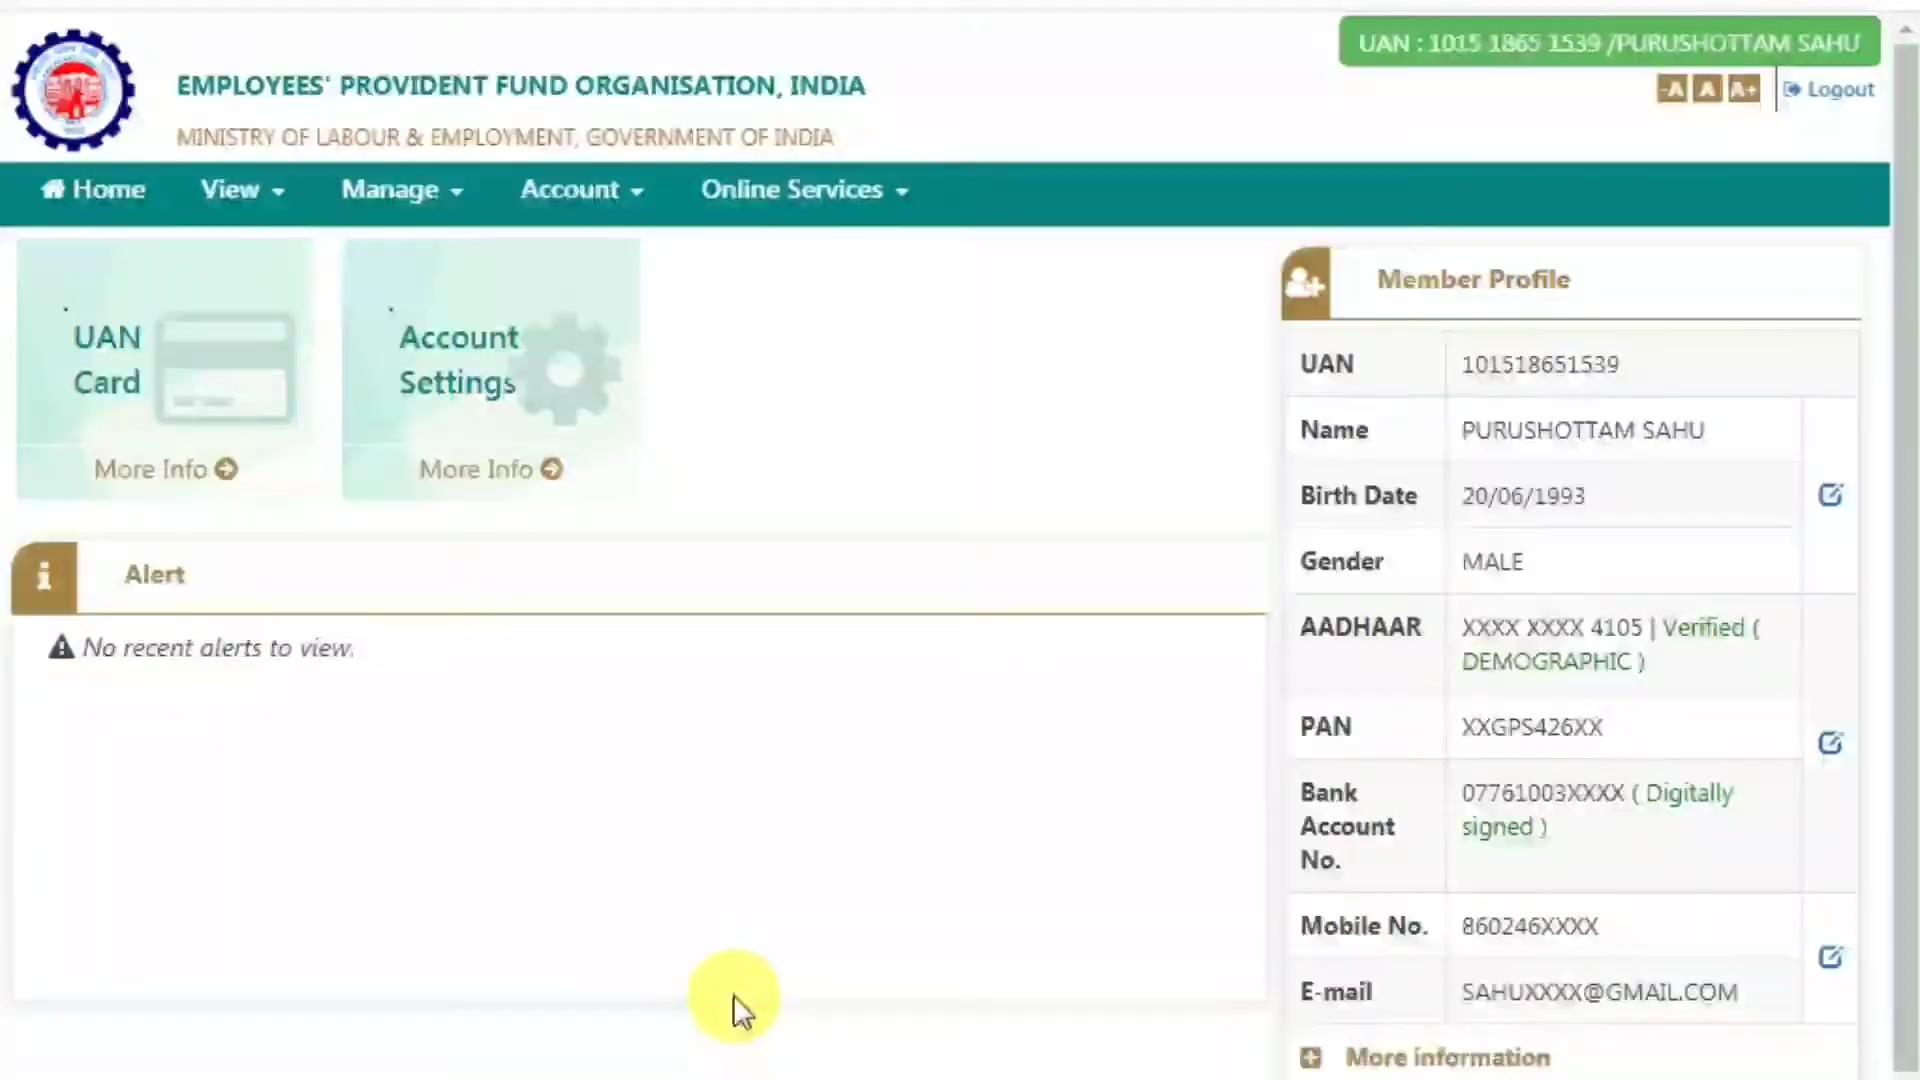 UAN : 1015 1865 1539 /PURUSHOTTAM SAHU
EMPLOYEES' PROVIDENT FUND ORGANISATION, INDIA
-A A A+ Logout
MINISTRY OF LABOUR & EMPLOYMENT, GOVERNMENT OF INDIA
Home View Manage Account Online Services
UAN
Card
More Info
Account
Settings
More Info
Alert
No recent alerts to view.
Member Profile
UAN 101518651539
Name PURUSHOTTAM SAHU
Birth Date 20/06/1993
Gender MALE
AADHAAR XXXX XXXX 4105 | Verified (
DEMOGRAPHIC )
PAN XXGPS426XX
Bank 07761003XXXX ( Digitally
Account signed )
No.
Mobile No. 860246XXXX
E-mail SAHUXXXX@GMAIL.COM
More information